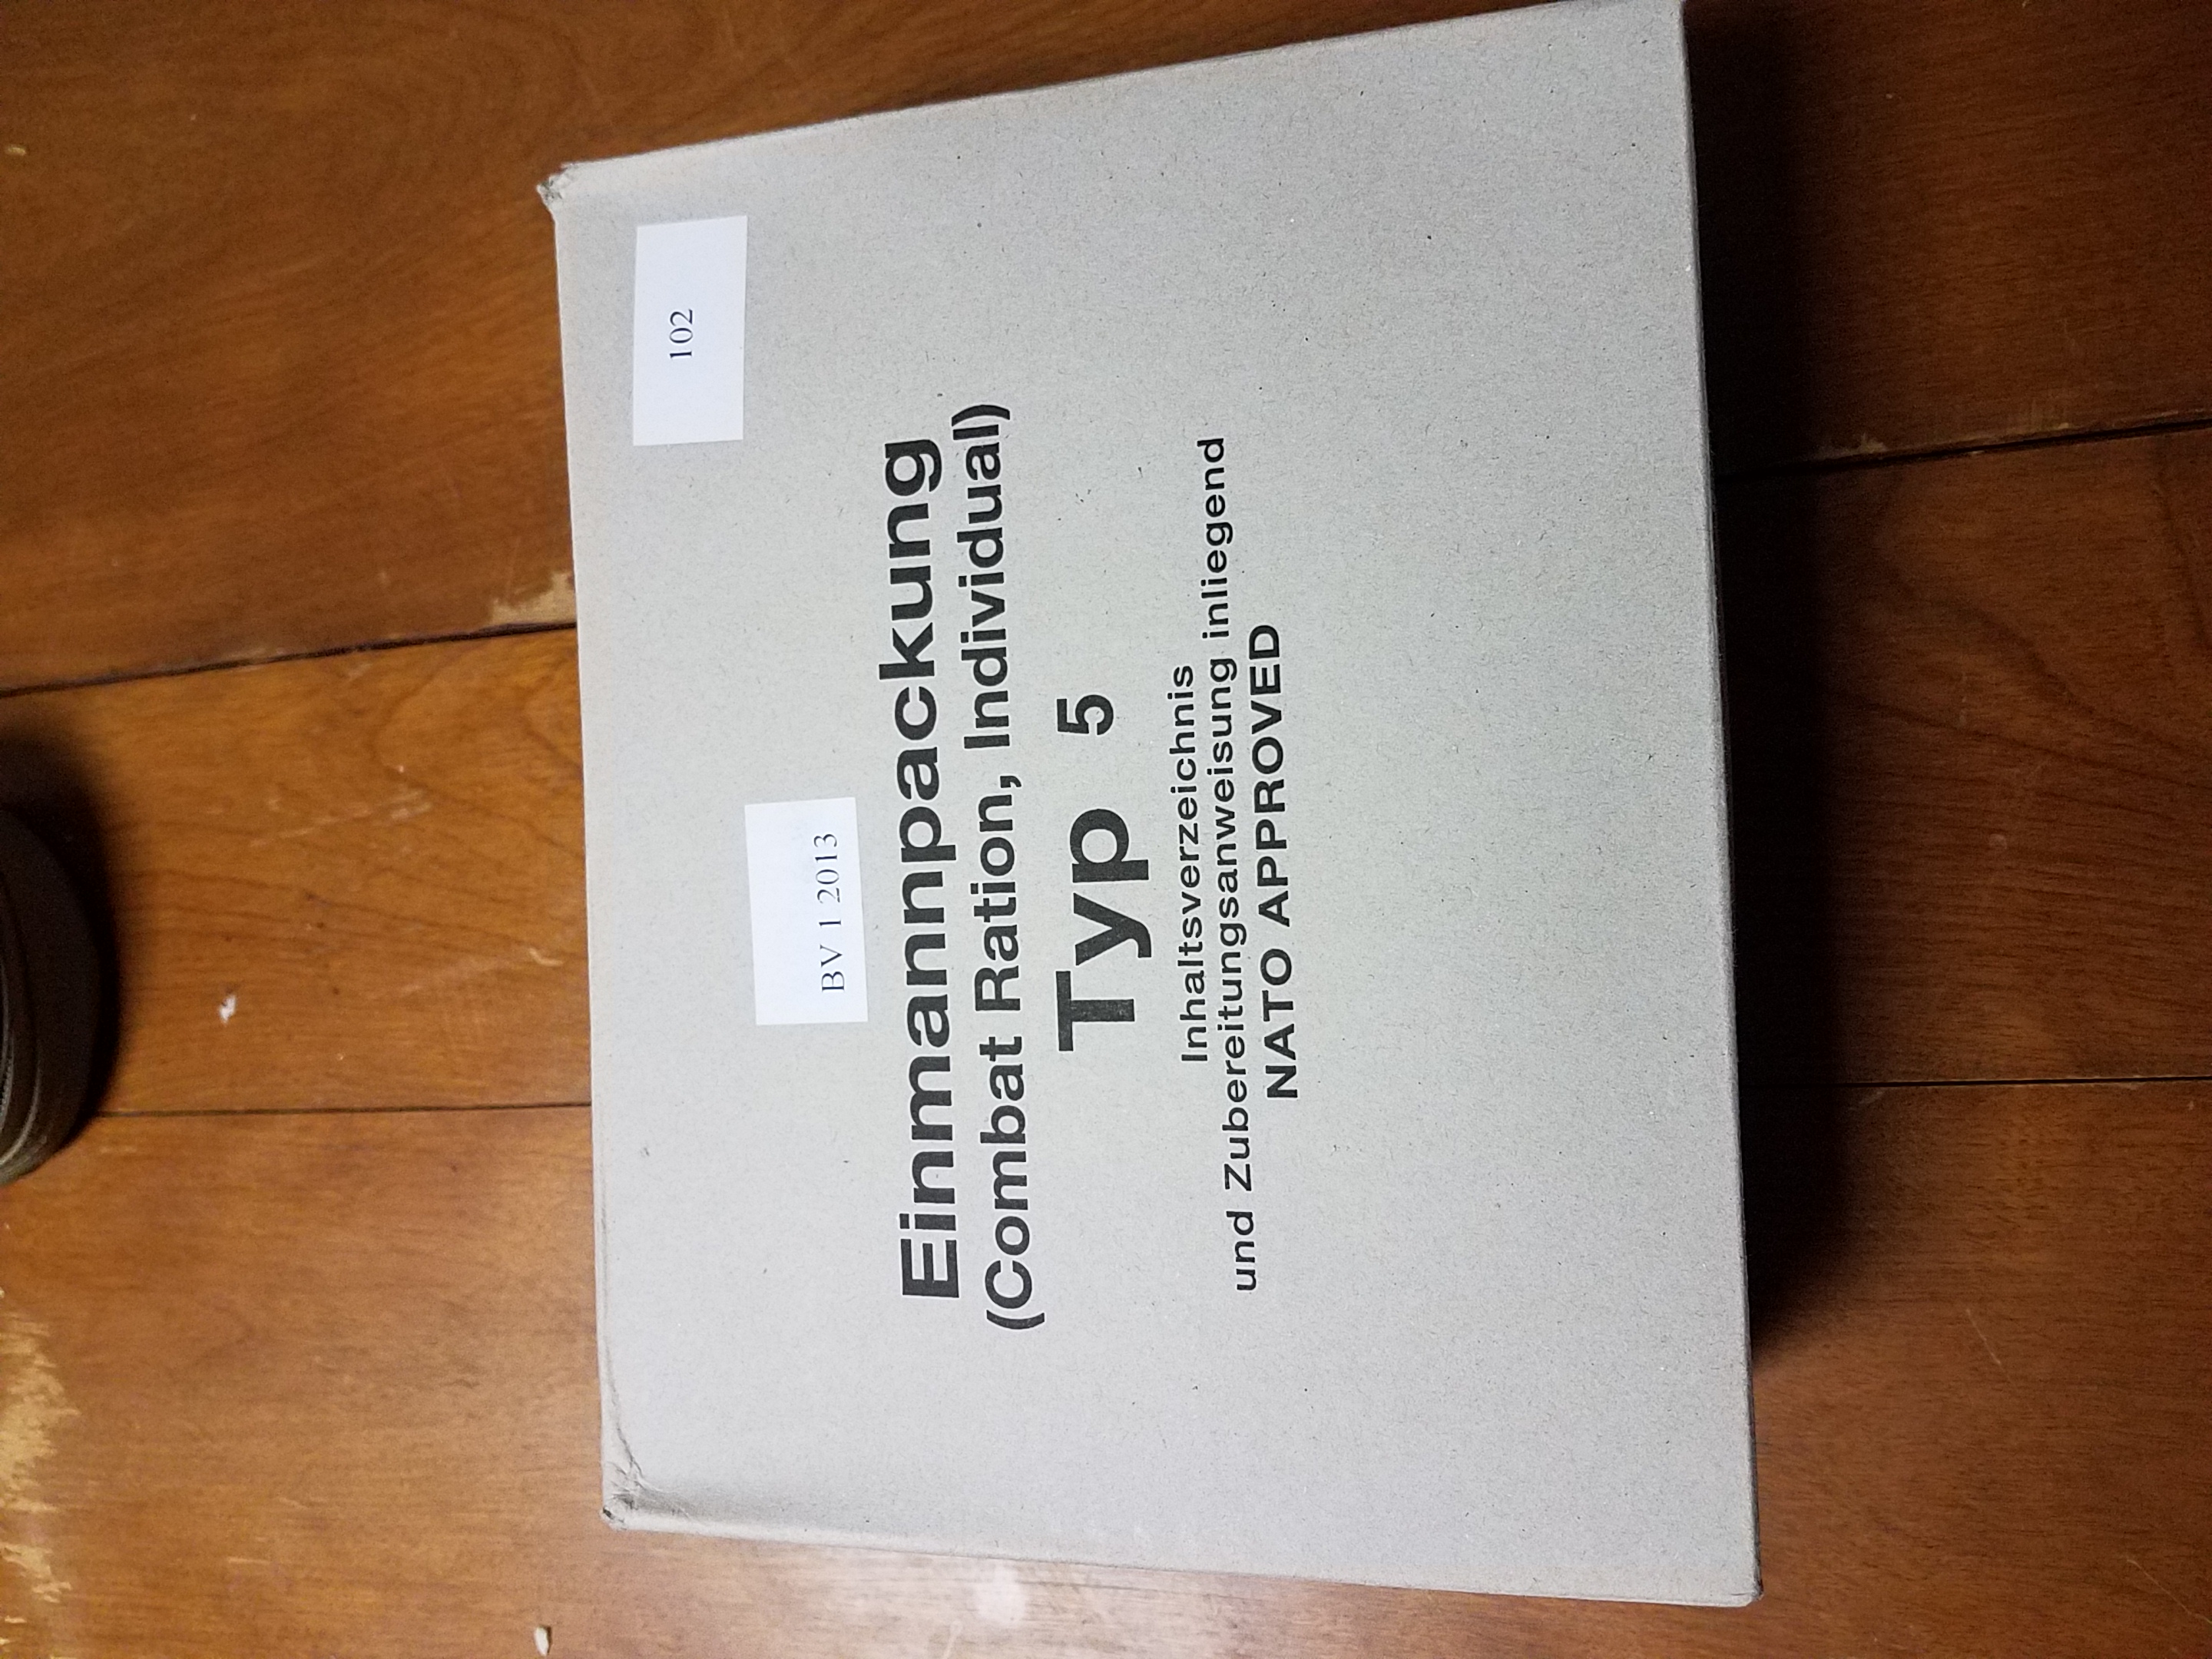 102
BV 1 2013
Einmannpackung
(Combat Ration, Individual)
Typ 5
Inhaltsverzeichnis
und Zubereitungsanweisung inliegend
NATO APPROVED